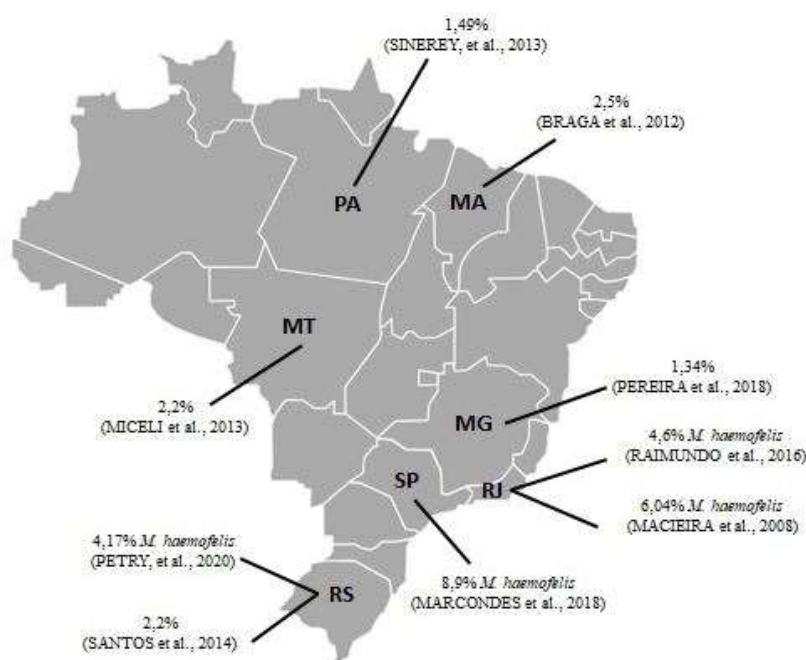 1,49%
(SINEREY, et al., 2013)
2,5%
(BRAGA et al., 2012)
PA
MA
MT
2,2%
(MICELI et al., 2013)
1,34%
(PEREIRA et al., 2018)
MG
4,6% M. haemofelis
(RAIMUNDO et al., 2016)
SP
RJ
6,04% M. haemofelis
(MACIEIRA et al., 2008)
4,17% M. haemofelis
(PETRY, et al., 2020)
8,9% M. haemofelis
(MARCONDES et al., 2018)
RS
2,2%
(SANTOS et al., 2014)